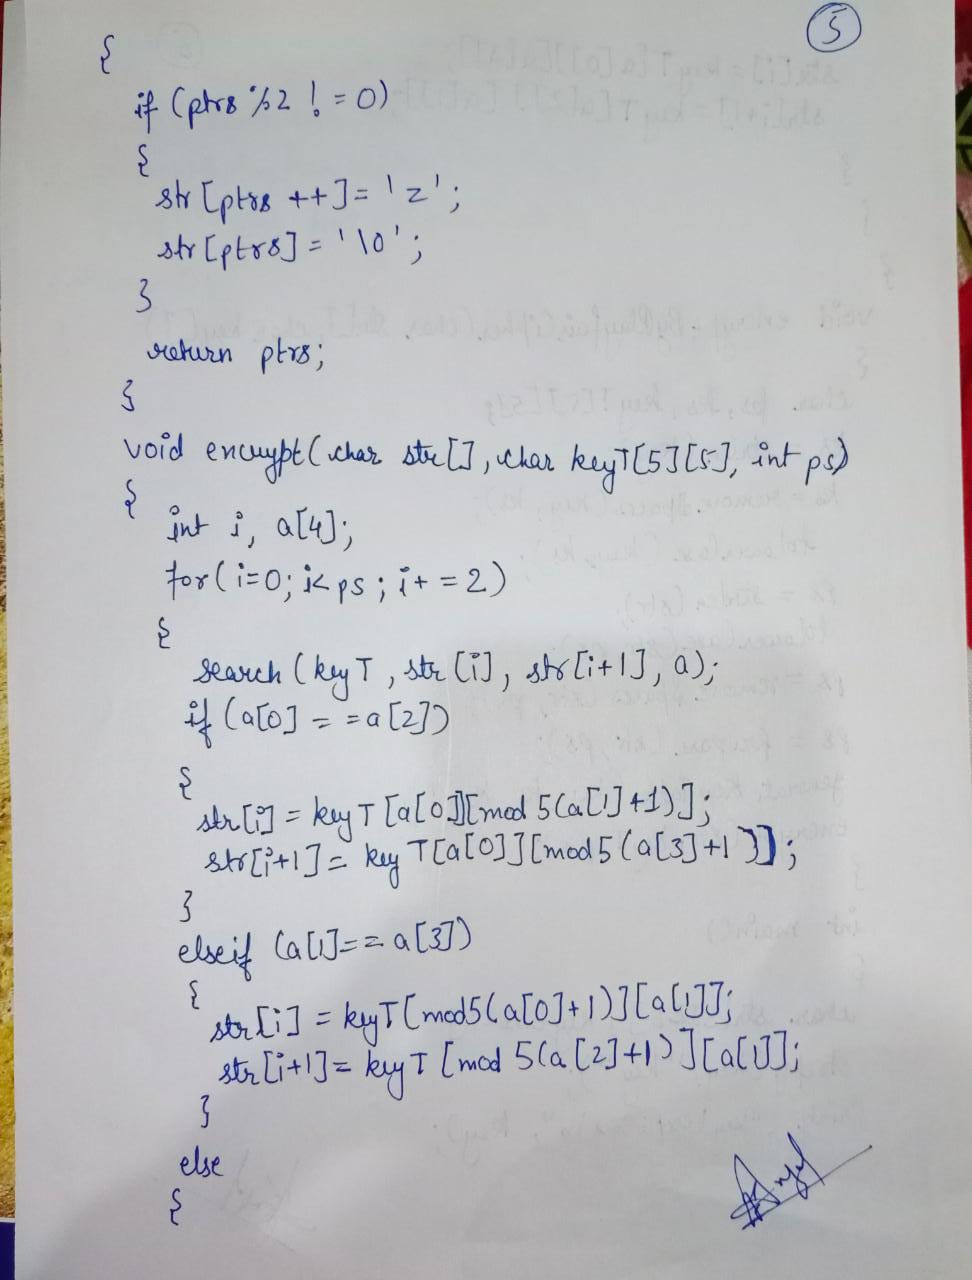 5
{
if (ptrs % 2 ! = 0)
{
str [ptrs ++] = 'z';
str [ptrs] = '\0';
}
return ptrs;
}
void encrypt (char str[], char keyT[5][5], int ps)
{
int i, a[4];
for (i=0; i<ps; i+ = 2)
{
search (keyT, str [i], str [i+1], a);
if (a[0] = = a[2])
{
str[i] = keyT [a[0]][mod 5(a[1]+1)];
str[i+1] = key T[a[0]][mod5 (a[3]+1)];
}
elseif (a[1]==a[3])
{
str[i] = keyT[mod5(a[0]+1)][a[1]];
str[i+1]= keyT [mod 5(a[2]+1)][a[1]];
}
else
{